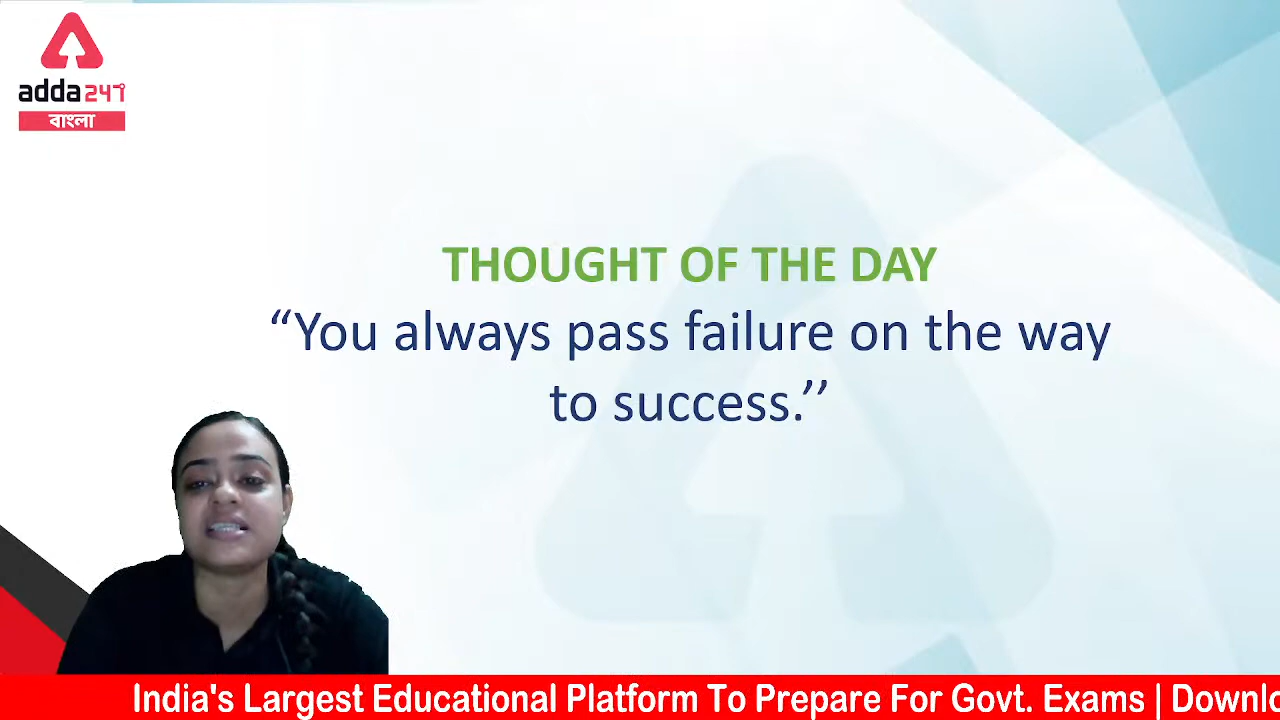 adda247
বাংলা
THOUGHT OF THE DAY
“You always pass failure on the way
to success.’’
India's Largest Educational Platform To Prepare For Govt. Exams | Downlo